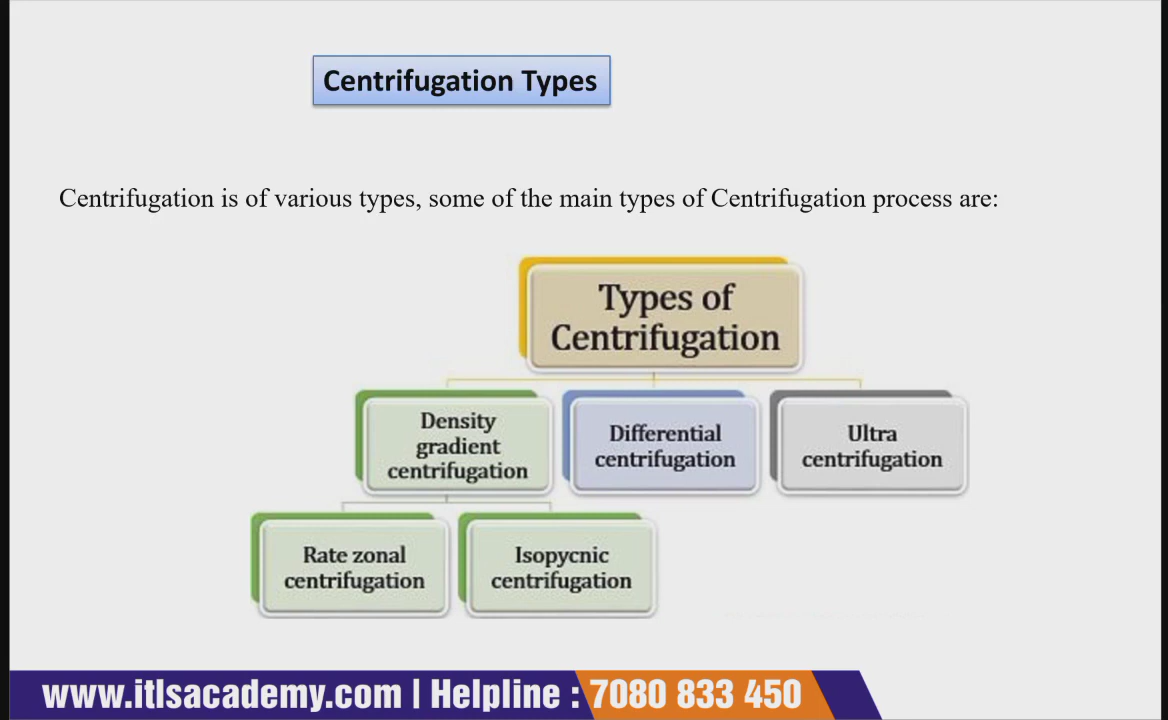 Centrifugation Types
Centrifugation is of various types, some of the main types of Centrifugation process are:
Types of
Centrifugation
Density
gradient
centrifugation
Differential
centrifugation
Ultra
centrifugation
Rate zonal
centrifugation
Isopycnic
centrifugation
www.itlsacademy.com | Helpline : 7080 833 450